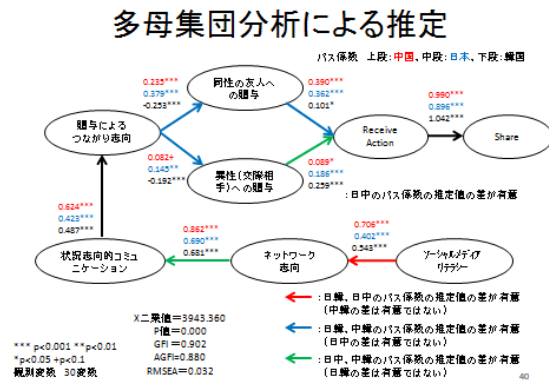 多母集団分析による推定
パス係数 上段:中国、中段:日本、下段:韓国
0.235***
0.379***
-0.253***
同性の友人へ
の贈与
0.390***
0.362***
0.101*
0.990***
0.896***
1.042***
贈与による
つながり志向
Receive
Action
Share
0.082+
0.145**
-0.192***
異性(交際相
手)への贈与
0.089*
0.186***
0.259***
:日中のパス係数の推定値の差が有意
0.624***
0.423***
0.487***
0.862***
0.690***
0.681***
0.706***
0.402***
0.543***
状況志向的コミュ
ニケーション
ネットワーク
志向
ソーシャルメディア
リテラシー
:日韓、日中のパス係数の推定値の差が有意
(中韓の差は有意ではない)
:日韓、中韓のパス係数の推定値の差が有意
(日中の差は有意ではない)
:日中、中韓のパス係数の推定値の差が有意
(日韓の差は有意ではない)
X二乗値=3943.360
P値=0.000
GFI =0.902
AGFI=0.880
RMSEA=0.032
*** p<0.001 **p<0.01
*p<0.05 +p<0.1
観測変数 30変数
40